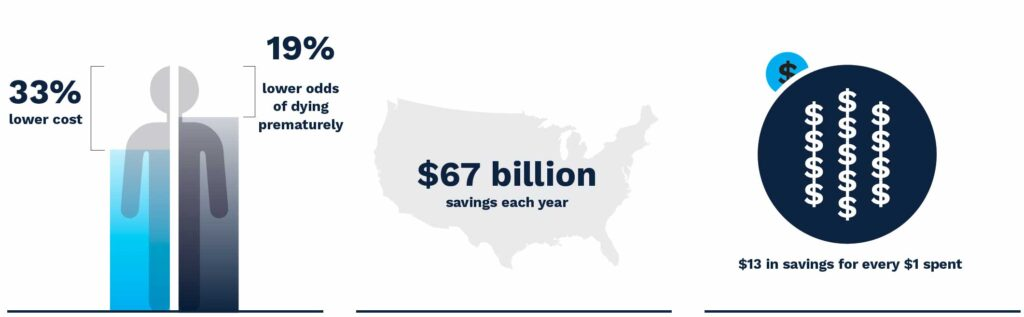 33%
lower cost
19%
lower odds
of dying
prematurely
$67 billion
savings each year
$
$ $ $
$ $ $
$ $ $
$ $ $
$
$13 in savings for every $1 spent